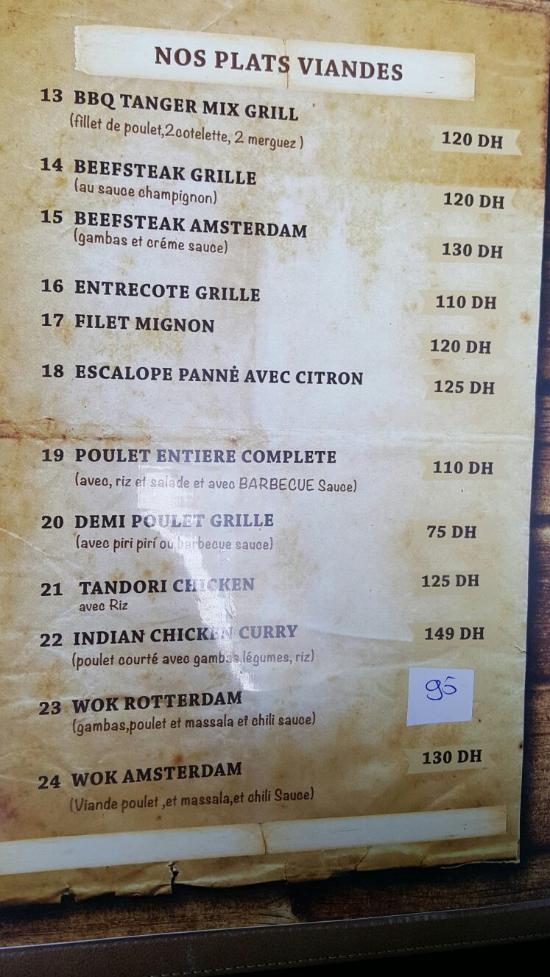 NOS PLATS VIANDES
13 BBQ TANGER MIX GRILL
(fillet de poulet,2cotelette, 2 merguez )
120 DH
14 BEEFSTEAK GRILLE
(au sauce champignon)
120 DH
15 BEEFSTEAK AMSTERDAM
(gambas et créme sauce)
130 DH
16 ENTRECOTE GRILLE
110 DH
17 FILET MIGNON
120 DH
18 ESCALOPE PANNÉ AVEC CITRON
125 DH
19 POULET ENTIERE COMPLETE
110 DH
(avec, riz et salade et avec BARBECUE Sauce)
20 DEMI POULET GRILLE
75 DH
(avec piri piri ou barbecue sauce)
21 TANDORI CHICKEN
125 DH
avec Riz
22 INDIAN CHICKEN CURRY
149 DH
(poulet courté avec gambas,légumes, riz)
23 WOK ROTTERDAM
95
(gambas,poulet et massala et chili sauce)
24 WOK AMSTERDAM
130 DH
(Viande poulet ,et massala,et chili Sauce)